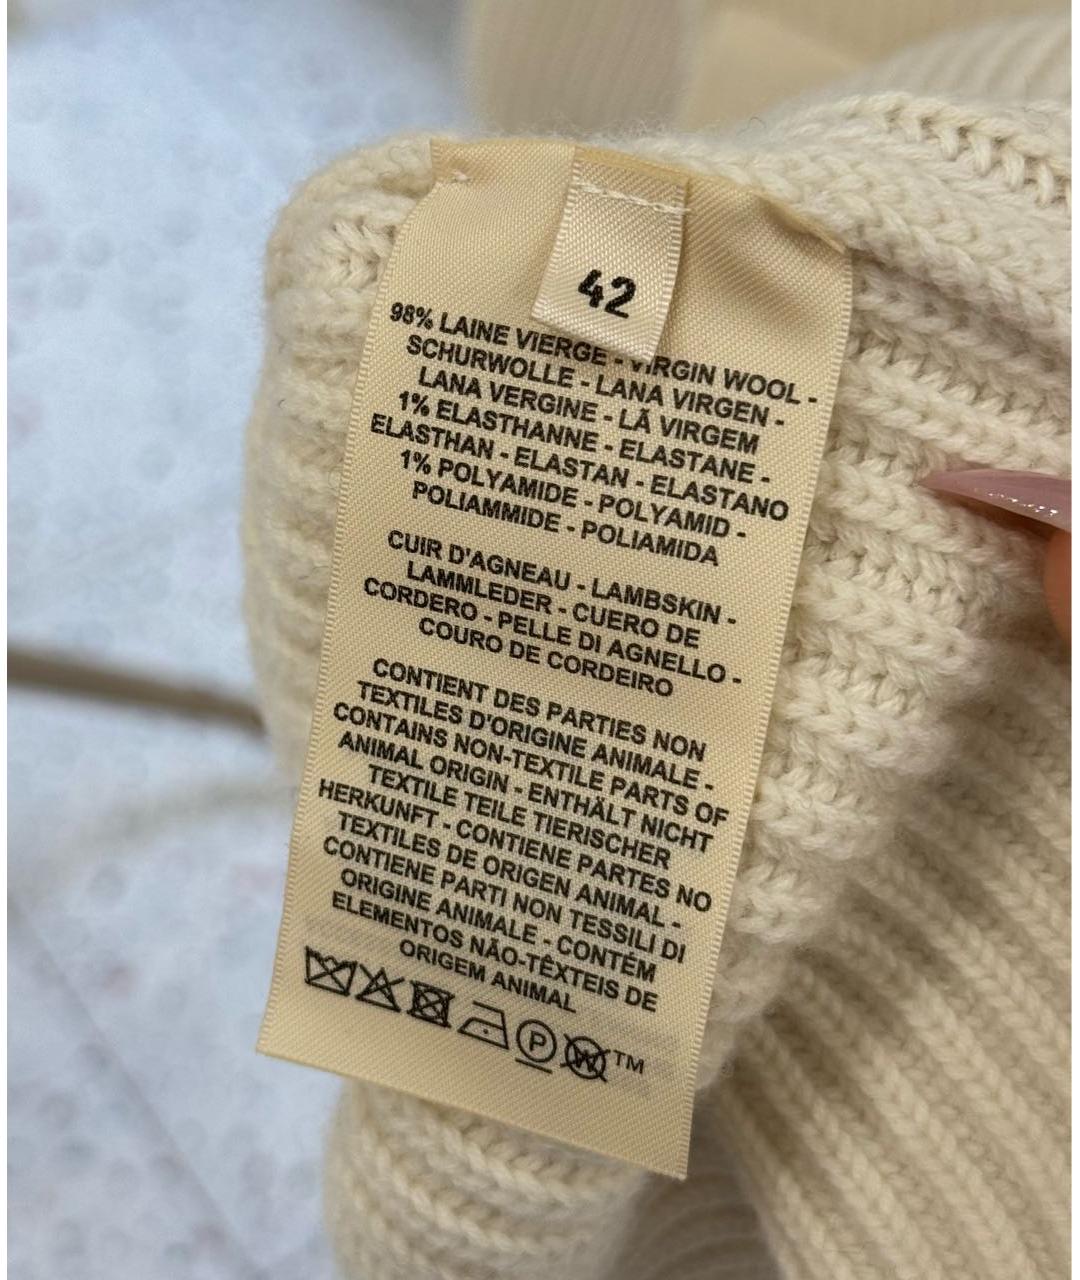 42
98% LAINE VIERGE - VIRGIN WOOL -
SCHURWOLLE - LANA VIRGEN -
LANA VERGINE - LÃ VIRGEM
1% ELASTHANNE - ELASTANE -
ELASTHAN - ELASTAN - ELASTANO
1% POLYAMIDE - POLYAMID -
POLIAMMIDE - POLIAMIDA
CUIR D'AGNEAU - LAMBSKIN -
LAMMLEDER - CUERO DE
CORDERO - PELLE DI AGNELLO -
COURO DE CORDEIRO
CONTIENT DES PARTIES NON
TEXTILES D'ORIGINE ANIMALE -
CONTAINS NON-TEXTILE PARTS OF
ANIMAL ORIGIN - ENTHÄLT NICHT
TEXTILE TEILE TIERISCHER
HERKUNFT - CONTIENE PARTES NO
TEXTILES DE ORIGEN ANIMAL -
CONTIENE PARTI NON TESSILI DI
ORIGINE ANIMALE - CONTÉM
ELEMENTOS NÃO-TÊXTEIS DE
ORIGEM ANIMAL
P W TM